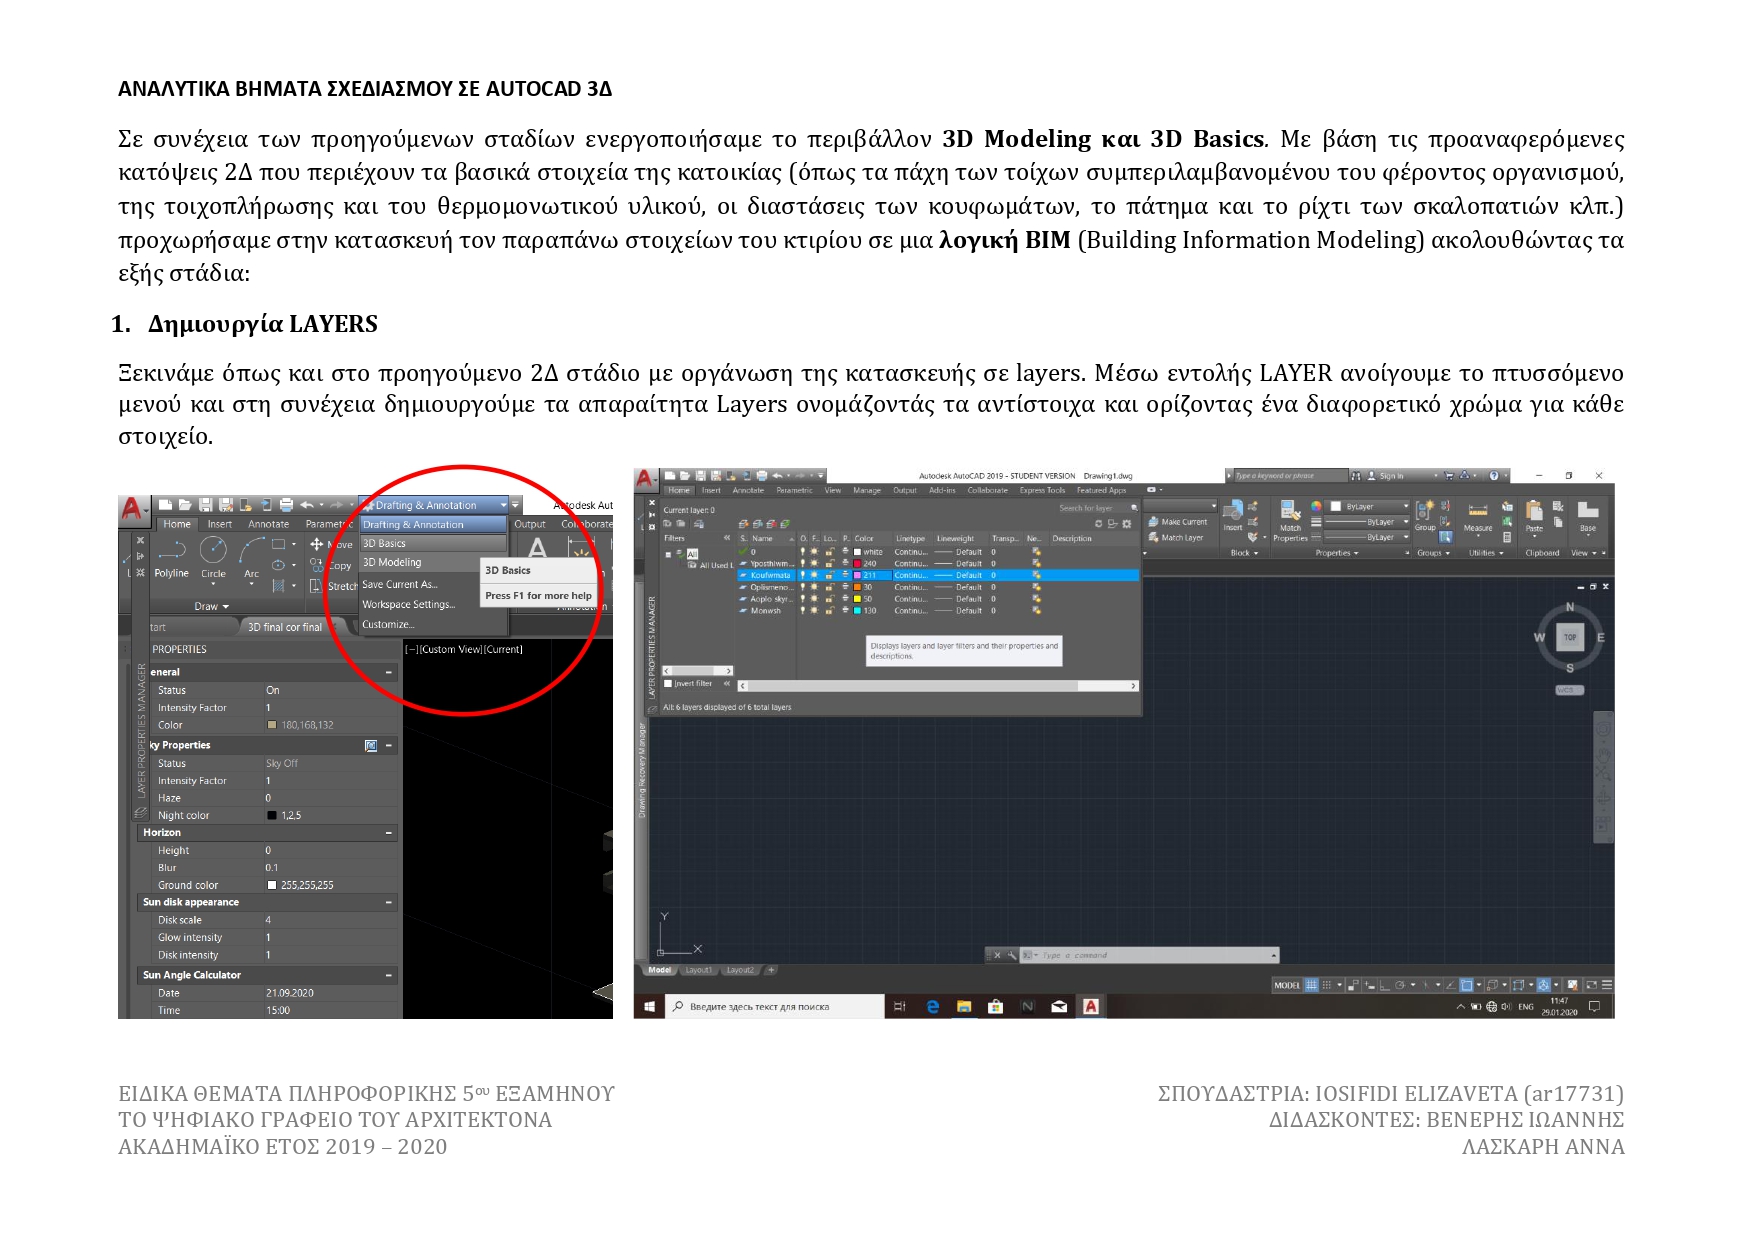 ΑΝΑΛΥΤΙΚΑ ΒΗΜΑΤΑ ΣΧΕΔΙΑΣΜΟΥ ΣΕ AUTOCAD 3Δ
Σε συνέχεια των προηγούμενων σταδίων ενεργοποιήσαμε το περιβάλλον 3D Modeling και 3D Basics. Με βάση τις προαναφερόμενες
κατόψεις 2Δ που περιέχουν τα βασικά στοιχεία της κατοικίας (όπως τα πάχη των τοίχων συμπεριλαμβανομένου του φέροντος οργανισμού,
της τοιχοπλήρωσης και του θερμομονωτικού υλικού, οι διαστάσεις των κουφωμάτων, το πάτημα και το ρίχτι των σκαλοπατιών κλπ.)
προχωρήσαμε στην κατασκευή τον παραπάνω στοιχείων του κτιρίου σε μια λογική BIM (Building Information Modeling) ακολουθώντας τα
εξής στάδια:
1. Δημιουργία LAYERS
Ξεκινάμε όπως και στο προηγούμενο 2Δ στάδιο με οργάνωση της κατασκευής σε layers. Μέσω εντολής LAYER ανοίγουμε το πτυσσόμενο
μενού και στη συνέχεια δημιουργούμε τα απαραίτητα Layers ονομάζοντάς τα αντίστοιχα και ορίζοντας ένα διαφορετικό χρώμα για κάθε
στοιχείο.
Drafting & Annotation Autodesk Aut
Home Insert Annotate Parametric Output Collaborate
Drafting & Annotation
3D Basics
3D Modeling
Save Current As...
Workspace Settings...
Customize...
3D Basics
Press F1 for more help
Move
Copy
Stretch
Polyline Circle Arc
Draw
tart 3D final cor final
[−][Custom View][Current]
PROPERTIES
LAYER PROPERTIES MANAGER
eneral
Status On
Intensity Factor 1
Color 180,168,132
ky Properties
Status Sky Off
Intensity Factor 1
Haze 0
Night color 1,2,5
Horizon
Height 0
Blur 0.1
Ground color 255,255,255
Sun disk appearance
Disk scale 4
Glow intensity 1
Disk intensity 1
Sun Angle Calculator
Date 21.09.2020
Time 15:00
Autodesk AutoCAD 2019 - STUDENT VERSION Drawing1.dwg
Type a keyword or phrase Sign In
Home Insert Annotate Parametric View Manage Output Add-ins Collaborate Express Tools Featured Apps
Current layer: 0 Search for layer
Filters S.. Name O. F.. Lo... P.. Color Linetype Lineweight Transp... Ne... Description
All
All Used L
0 white Continu... Default 0
Yposthiwm... 240 Continu... Default 0
Koufwmata 211 Continu... Default 0
Oplismeno... 30 Continu... Default 0
Aoplo skyr... 50 Continu... Default 0
Monwsh 130 Continu... Default 0
Displays layers and layer filters and their properties and
descriptions.
Invert filter
All: 6 layers displayed of 6 total layers
LAYER PROPERTIES MANAGER
Drawing Recovery Manager
Make Current
Match Layer
Insert
Block
Match
Properties
ByLayer
ByLayer
ByLayer
Properties
Group
Groups
Measure
Utilities
Paste
Clipboard
Base
View
N
W TOP E
S
WCS
Y
X
Type a command
Model Layout1 Layout2 +
MODEL
Введите здесь текст для поиска
ENG
11:47
29.01.2020
ΕΙΔΙΚΑ ΘΕΜΑΤΑ ΠΛΗΡΟΦΟΡΙΚΗΣ 5ου ΕΞΑΜΗΝΟΥ
ΤΟ ΨΗΦΙΑΚΟ ΓΡΑΦΕΙΟ ΤΟΥ ΑΡΧΙΤΕΚΤΟΝΑ
ΑΚΑΔΗΜΑΪΚΟ ΕΤΟΣ 2019 – 2020
ΣΠΟΥΔΑΣΤΡΙΑ: IOSIFIDI ELIZAVETA (ar17731)
ΔΙΔΑΣΚΟΝΤΕΣ: ΒΕΝΕΡΗΣ ΙΩΑΝΝΗΣ
ΛΑΣΚΑΡΗ ΑΝΝΑ